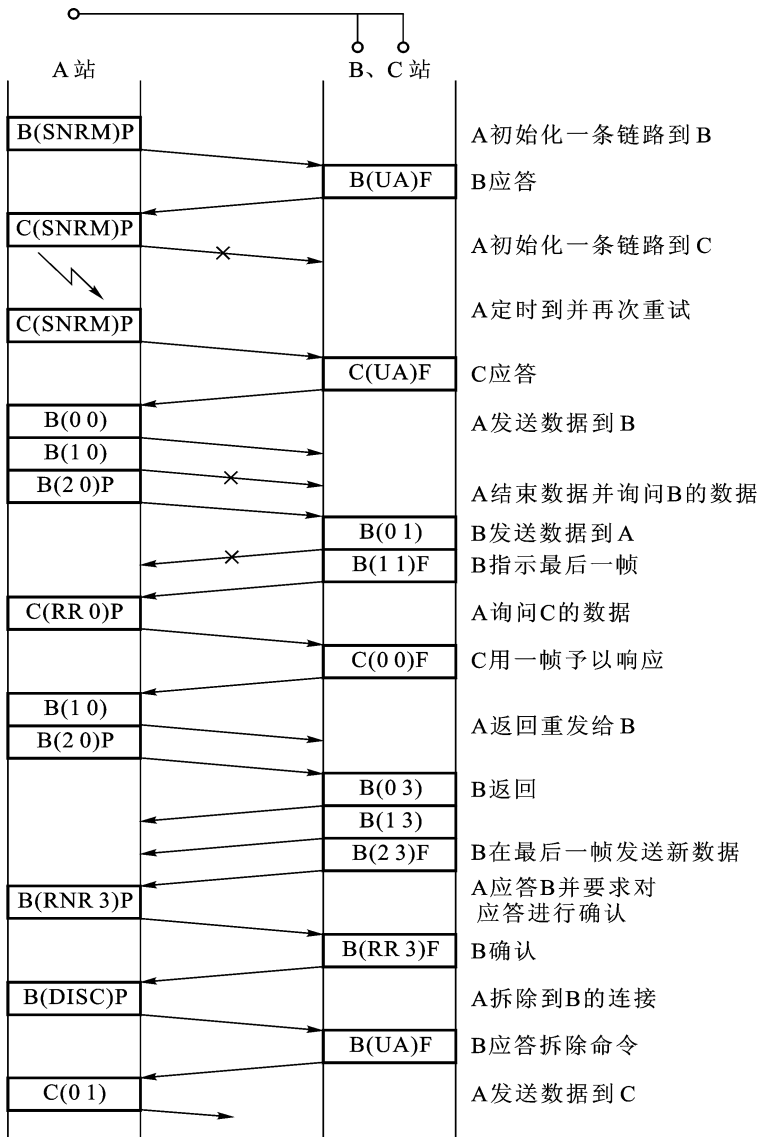 A 站
B、C 站
B(SNRM)P
A初始化一条链路到B
B(UA)F
B应答
C(SNRM)P
A初始化一条链路到C
A定时到并再次重试
C(SNRM)P
C(UA)F
C应答
B(0 0)
A发送数据到B
B(1 0)
B(2 0)P
A结束数据并询问B的数据
B(0 1)
B发送数据到A
B(1 1)F
B指示最后一帧
C(RR 0)P
A询问C的数据
C(0 0)F
C用一帧予以响应
B(1 0)
A返回重发给B
B(2 0)P
B(0 3)
B返回
B(1 3)
B(2 3)F
B在最后一帧发送新数据
B(RNR 3)P
A应答B并要求对
应答进行确认
B(RR 3)F
B确认
B(DISC)P
A拆除到B的连接
B(UA)F
B应答拆除命令
C(0 1)
A发送数据到C